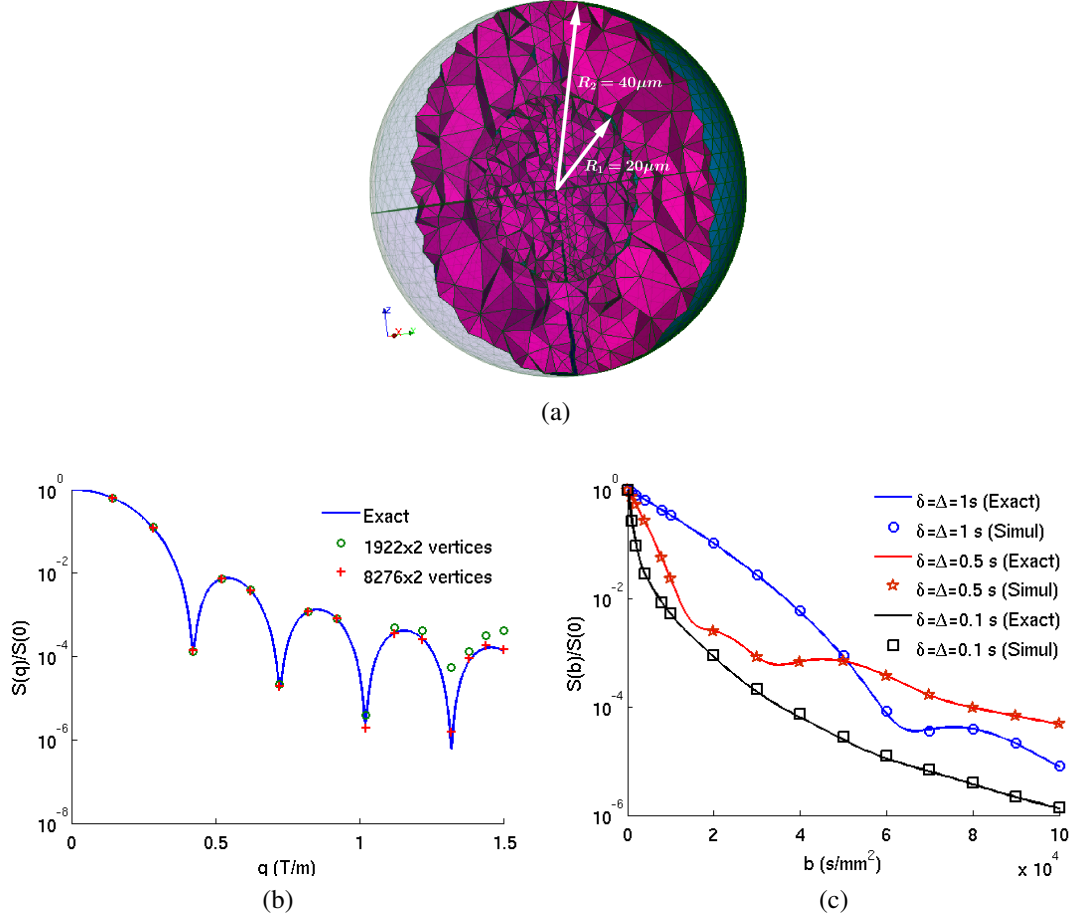 R₂ = 40μm
R₁ = 20μm
z
x
y
(a)
10⁰
10⁻²
10⁻⁴
10⁻⁶
10⁻⁸
S(q)/S(0)
Exact
1922x2 vertices
8276x2 vertices
0
0.5
1
1.5
q (T/m)
(b)
10⁰
10⁻²
10⁻⁴
10⁻⁶
S(b)/S(0)
δ=Δ=1s (Exact)
δ=Δ=1 s (Simul)
δ=Δ=0.5 s (Exact)
δ=Δ=0.5 s (Simul)
δ=Δ=0.1 s (Exact)
δ=Δ=0.1 s (Simul)
0
2
4
6
8
10
b (s/mm²)
x 10⁴
(c)